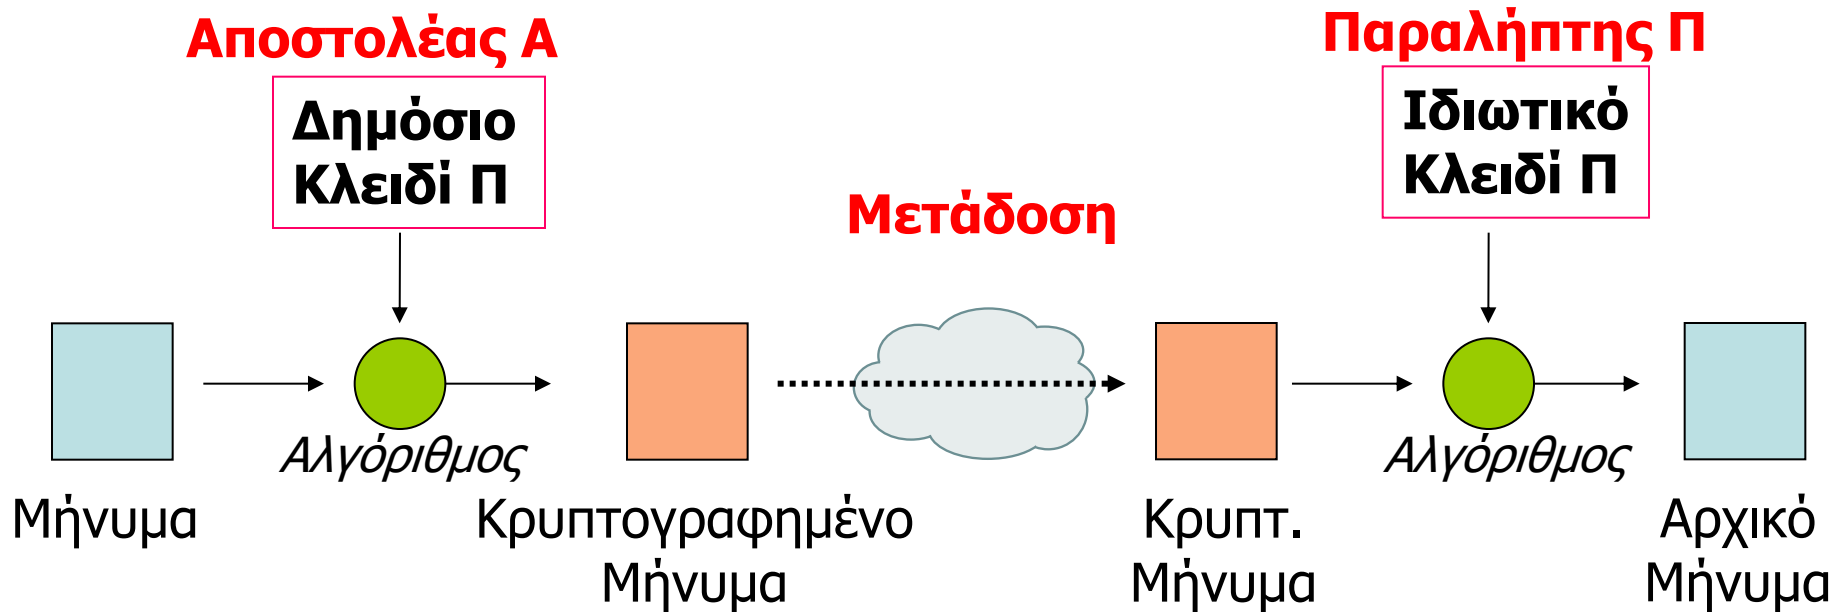 Αποστολέας Α
Δημόσιο
Κλειδί Π
Μετάδοση
Παραλήπτης Π
Ιδιωτικό
Κλειδί Π
Μήνυμα
Αλγόριθμος
Κρυπτογραφημένο
Μήνυμα
Κρυπτ.
Μήνυμα
Αλγόριθμος
Αρχικό
Μήνυμα